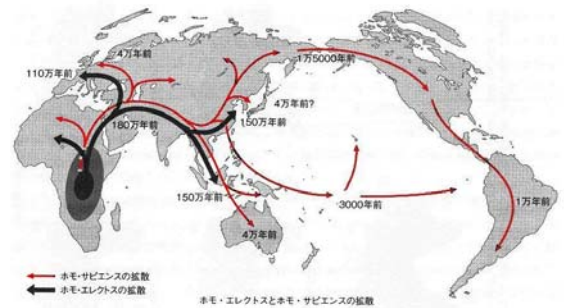 4万年前
1万5000年前
110万年前
4万年前?
180万年前
150万年前
150万年前
3000年前
1万年前
4万年前
ホモ・サピエンスの拡散
ホモ・エレクトスの拡散
ホモ・エレクトスとホモ・サピエンスの拡散